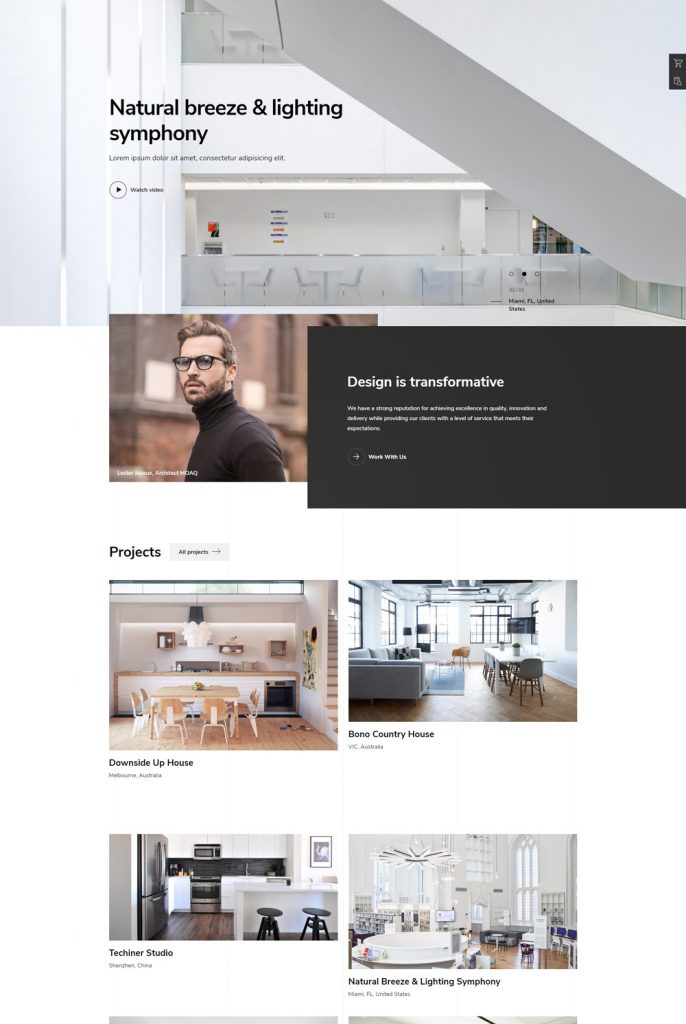 Natural breeze & lighting
symphony
Lorem ipsum dolor sit amet, consectetur adipisicing elit.
Watch video
02 / 03
Miami, FL, United
States
Lester Jayeux, Architect MOAQ
Design is transformative
We have a strong reputation for achieving excellence in quality, innovation and
delivery while providing our clients with a level of service that meets their
expectations.
Work With Us
Projects
All projects
Downside Up House
Melbourne, Australia
Bono Country House
VIC, Australia
Techiner Studio
Shenzhen, China
Natural Breeze & Lighting Symphony
Miami, FL, United States